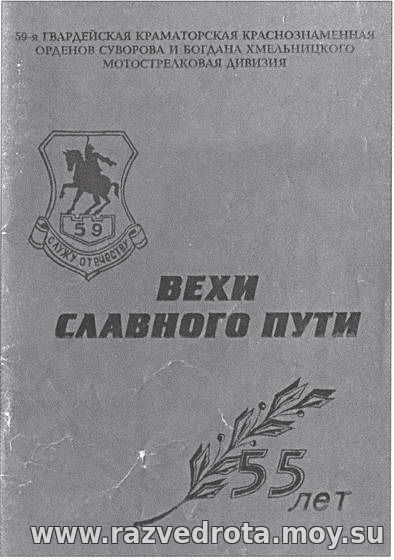 59-я ГВАРДЕЙСКАЯ КРАМАТОРСКАЯ КРАСНОЗНАМЕННАЯ
ОРДЕНОВ СУВОРОВА И БОГДАНА ХМЕЛЬНИЦКОГО
МОТОСТРЕЛКОВАЯ ДИВИЗИЯ
59
СЛУЖУ ОТЕЧЕСТВУ
ВЕХИ
СЛАВНОГО ПУТИ
55
лет
www.razvedrota.moy.su